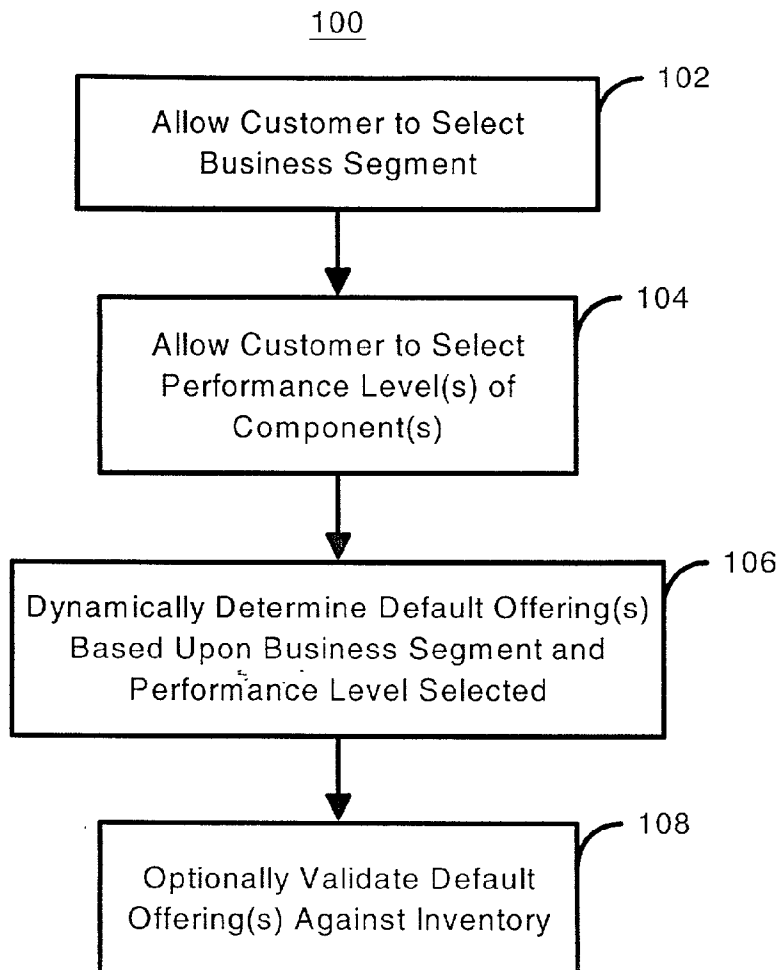 100
102
Allow Customer to Select
Business Segment
104
Allow Customer to Select
Performance Level(s) of
Component(s)
106
Dynamically Determine Default Offering(s)
Based Upon Business Segment and
Performance Level Selected
108
Optionally Validate Default
Offering(s) Against Inventory